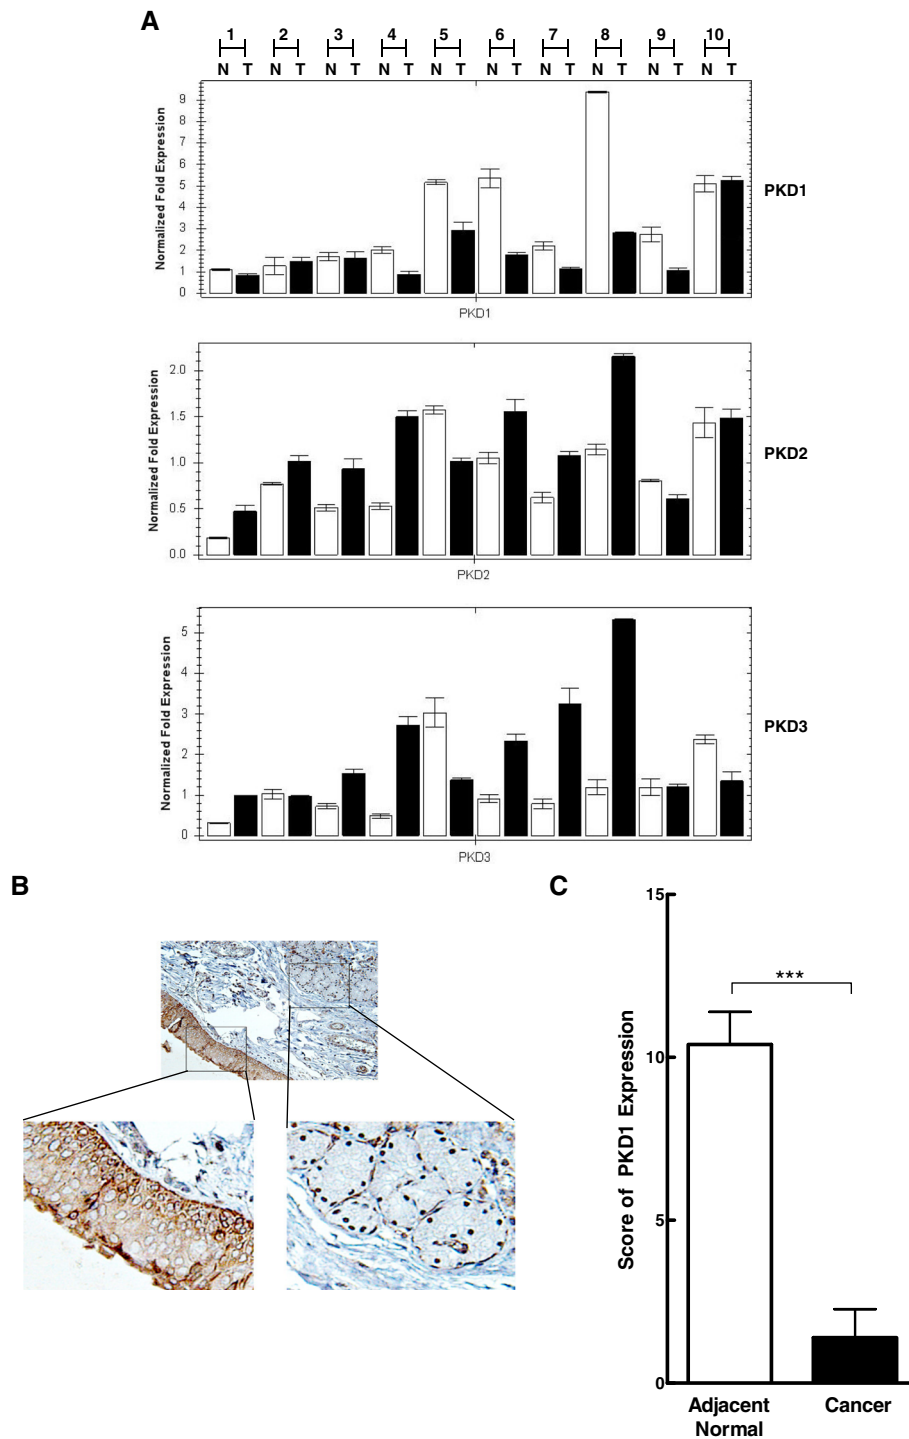 A
1 2 3 4 5 6 7 8 9 10
N T N T N T N T N T N T N T N T N T N T
Normalized Fold Expression
9
8
7
6
5
4
3
2
1
0
PKD1
PKD1
Normalized Fold Expression
2.0
1.5
1.0
0.5
0.0
PKD2
PKD2
Normalized Fold Expression
5
4
3
2
1
0
PKD3
PKD3
B
C
Score of PKD1 Expression
15
10
5
0
***
Adjacent
Normal
Cancer